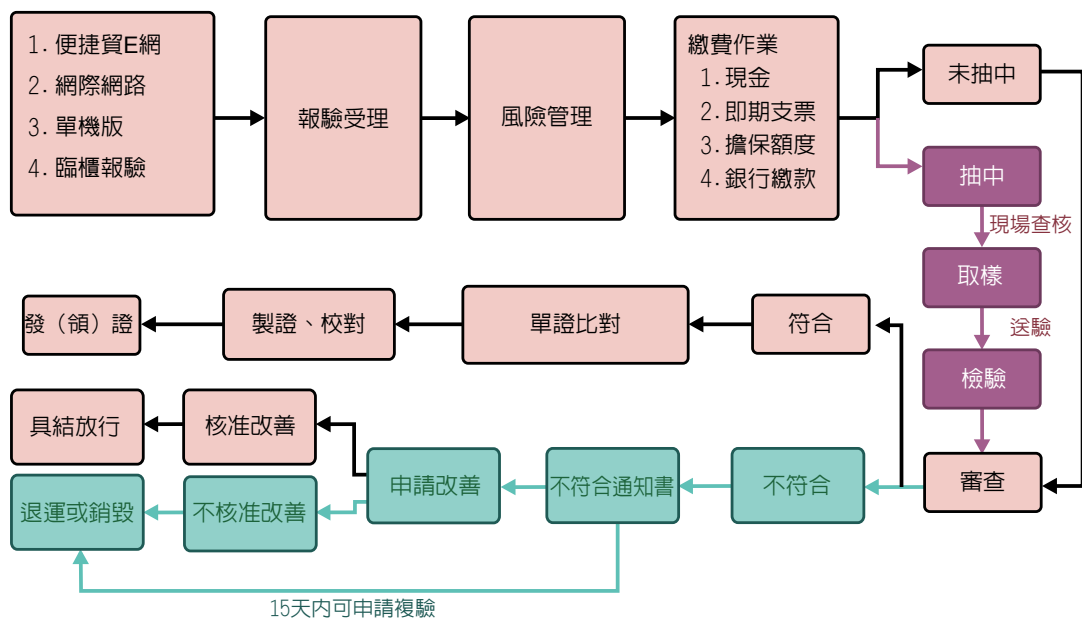 1. 便捷貿E網
2. 網際網路
3. 單機版
4. 臨櫃報驗
報驗受理
風險管理
繳費作業
1. 現金
2. 即期支票
3. 擔保額度
4. 銀行繳款
未抽中
抽中
現場查核
取樣
送驗
檢驗
審查
符合
單證比對
製證、校對
發（領）證
不符合
不符合通知書
申請改善
核准改善
具結放行
不核准改善
退運或銷毀
15天内可申請複驗